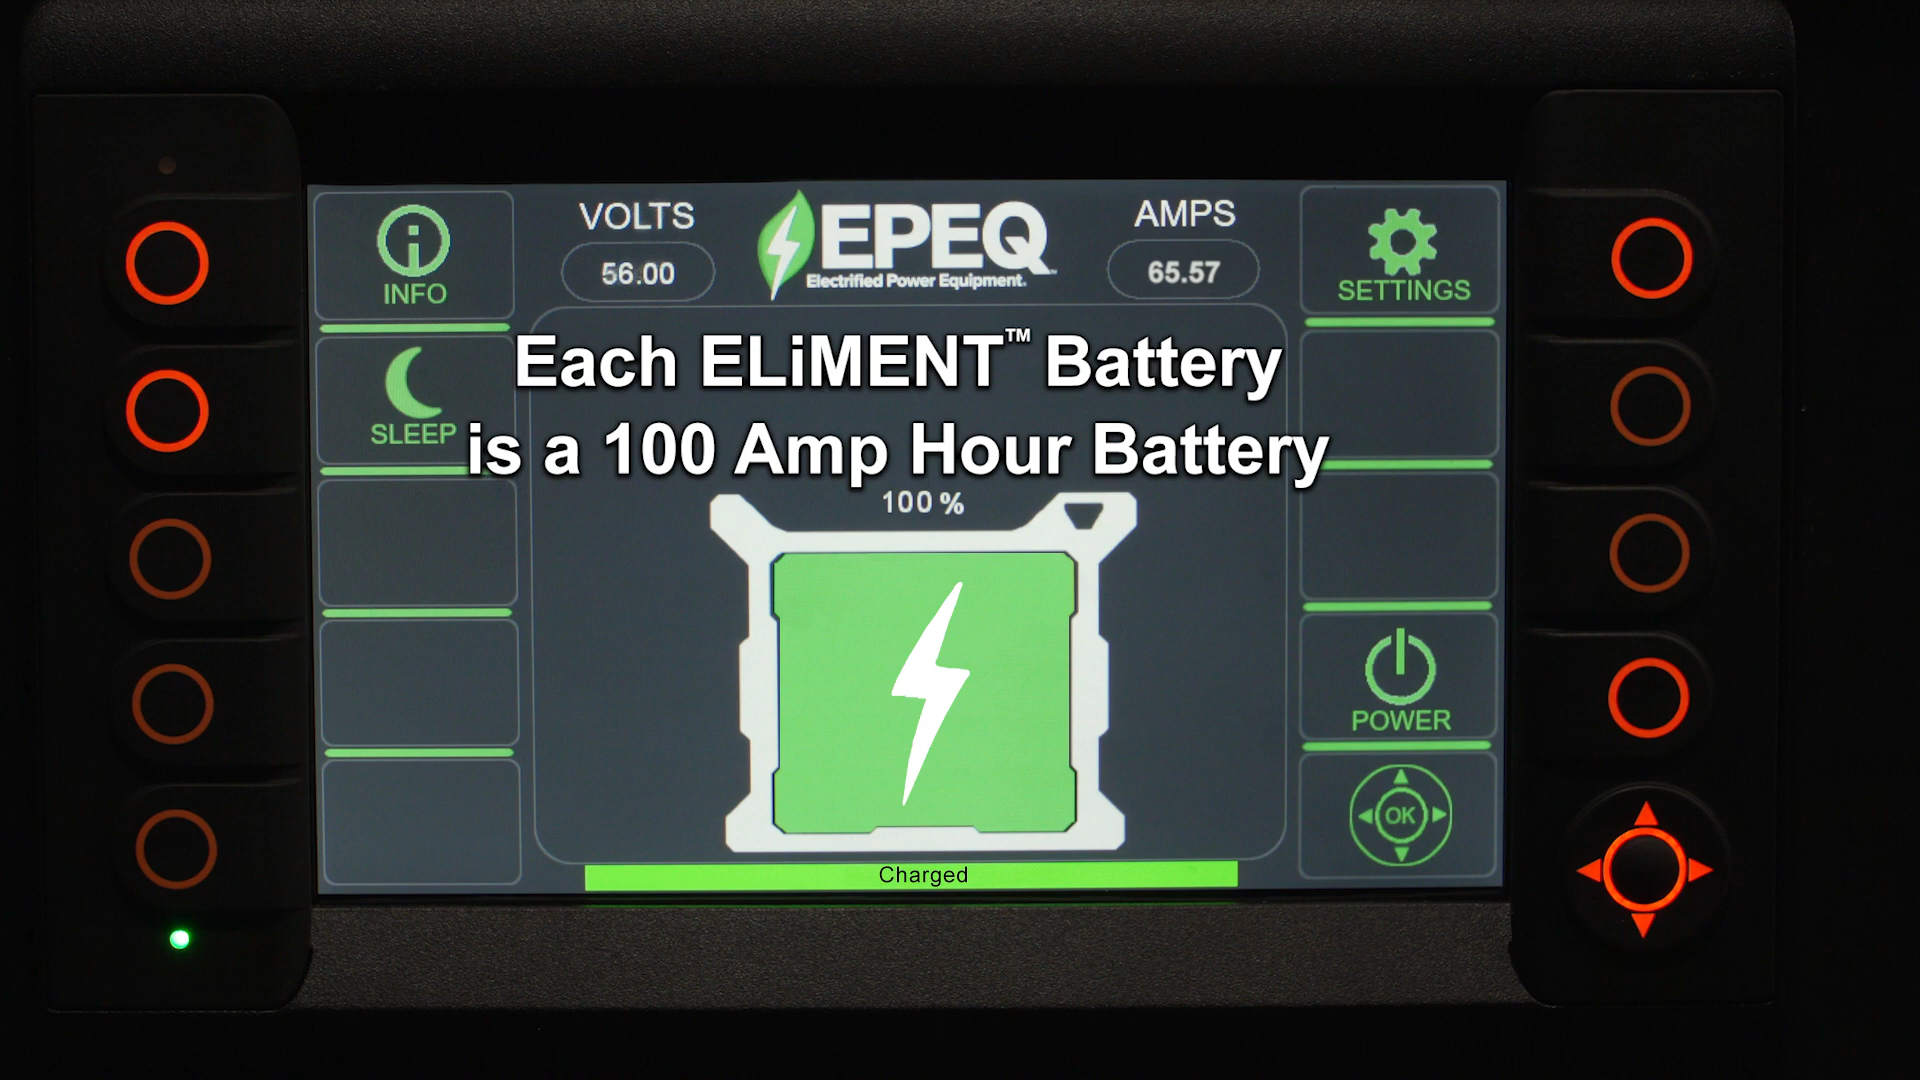 INFO
VOLTS
56.00
EPEQ
Electrified Power Equipment.
AMPS
65.57
SETTINGS
Each ELiMENT™ Battery
is a 100 Amp Hour Battery
SLEEP
100 %
POWER
OK
Charged